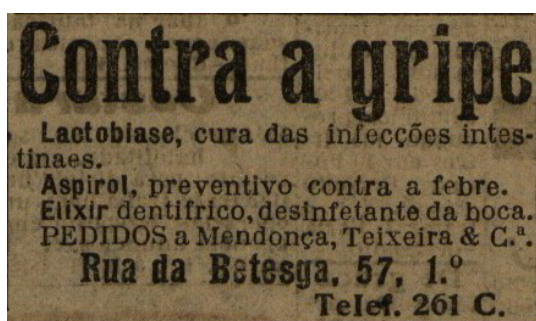 Contra a gripe
Lactobiase, cura das infecções intes-
tinaes.
Aspirol, preventivo contra a febre.
Elixir dentifrico, desinfetante da boca.
PEDIDOS a Mendonça, Teixeira & C.ª.
Rua da Betesga, 57, 1.º
Telef. 261 C.